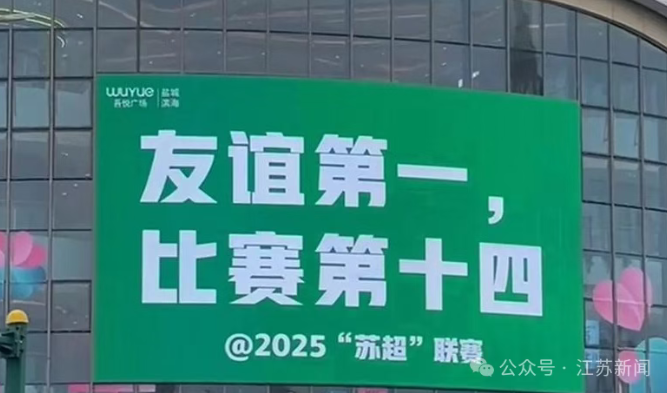 WUYUE 吾悦广场 | 盐城滨海
友谊第一，
比赛第十四
@2025 “苏超” 联赛
公众号 · 江苏新闻